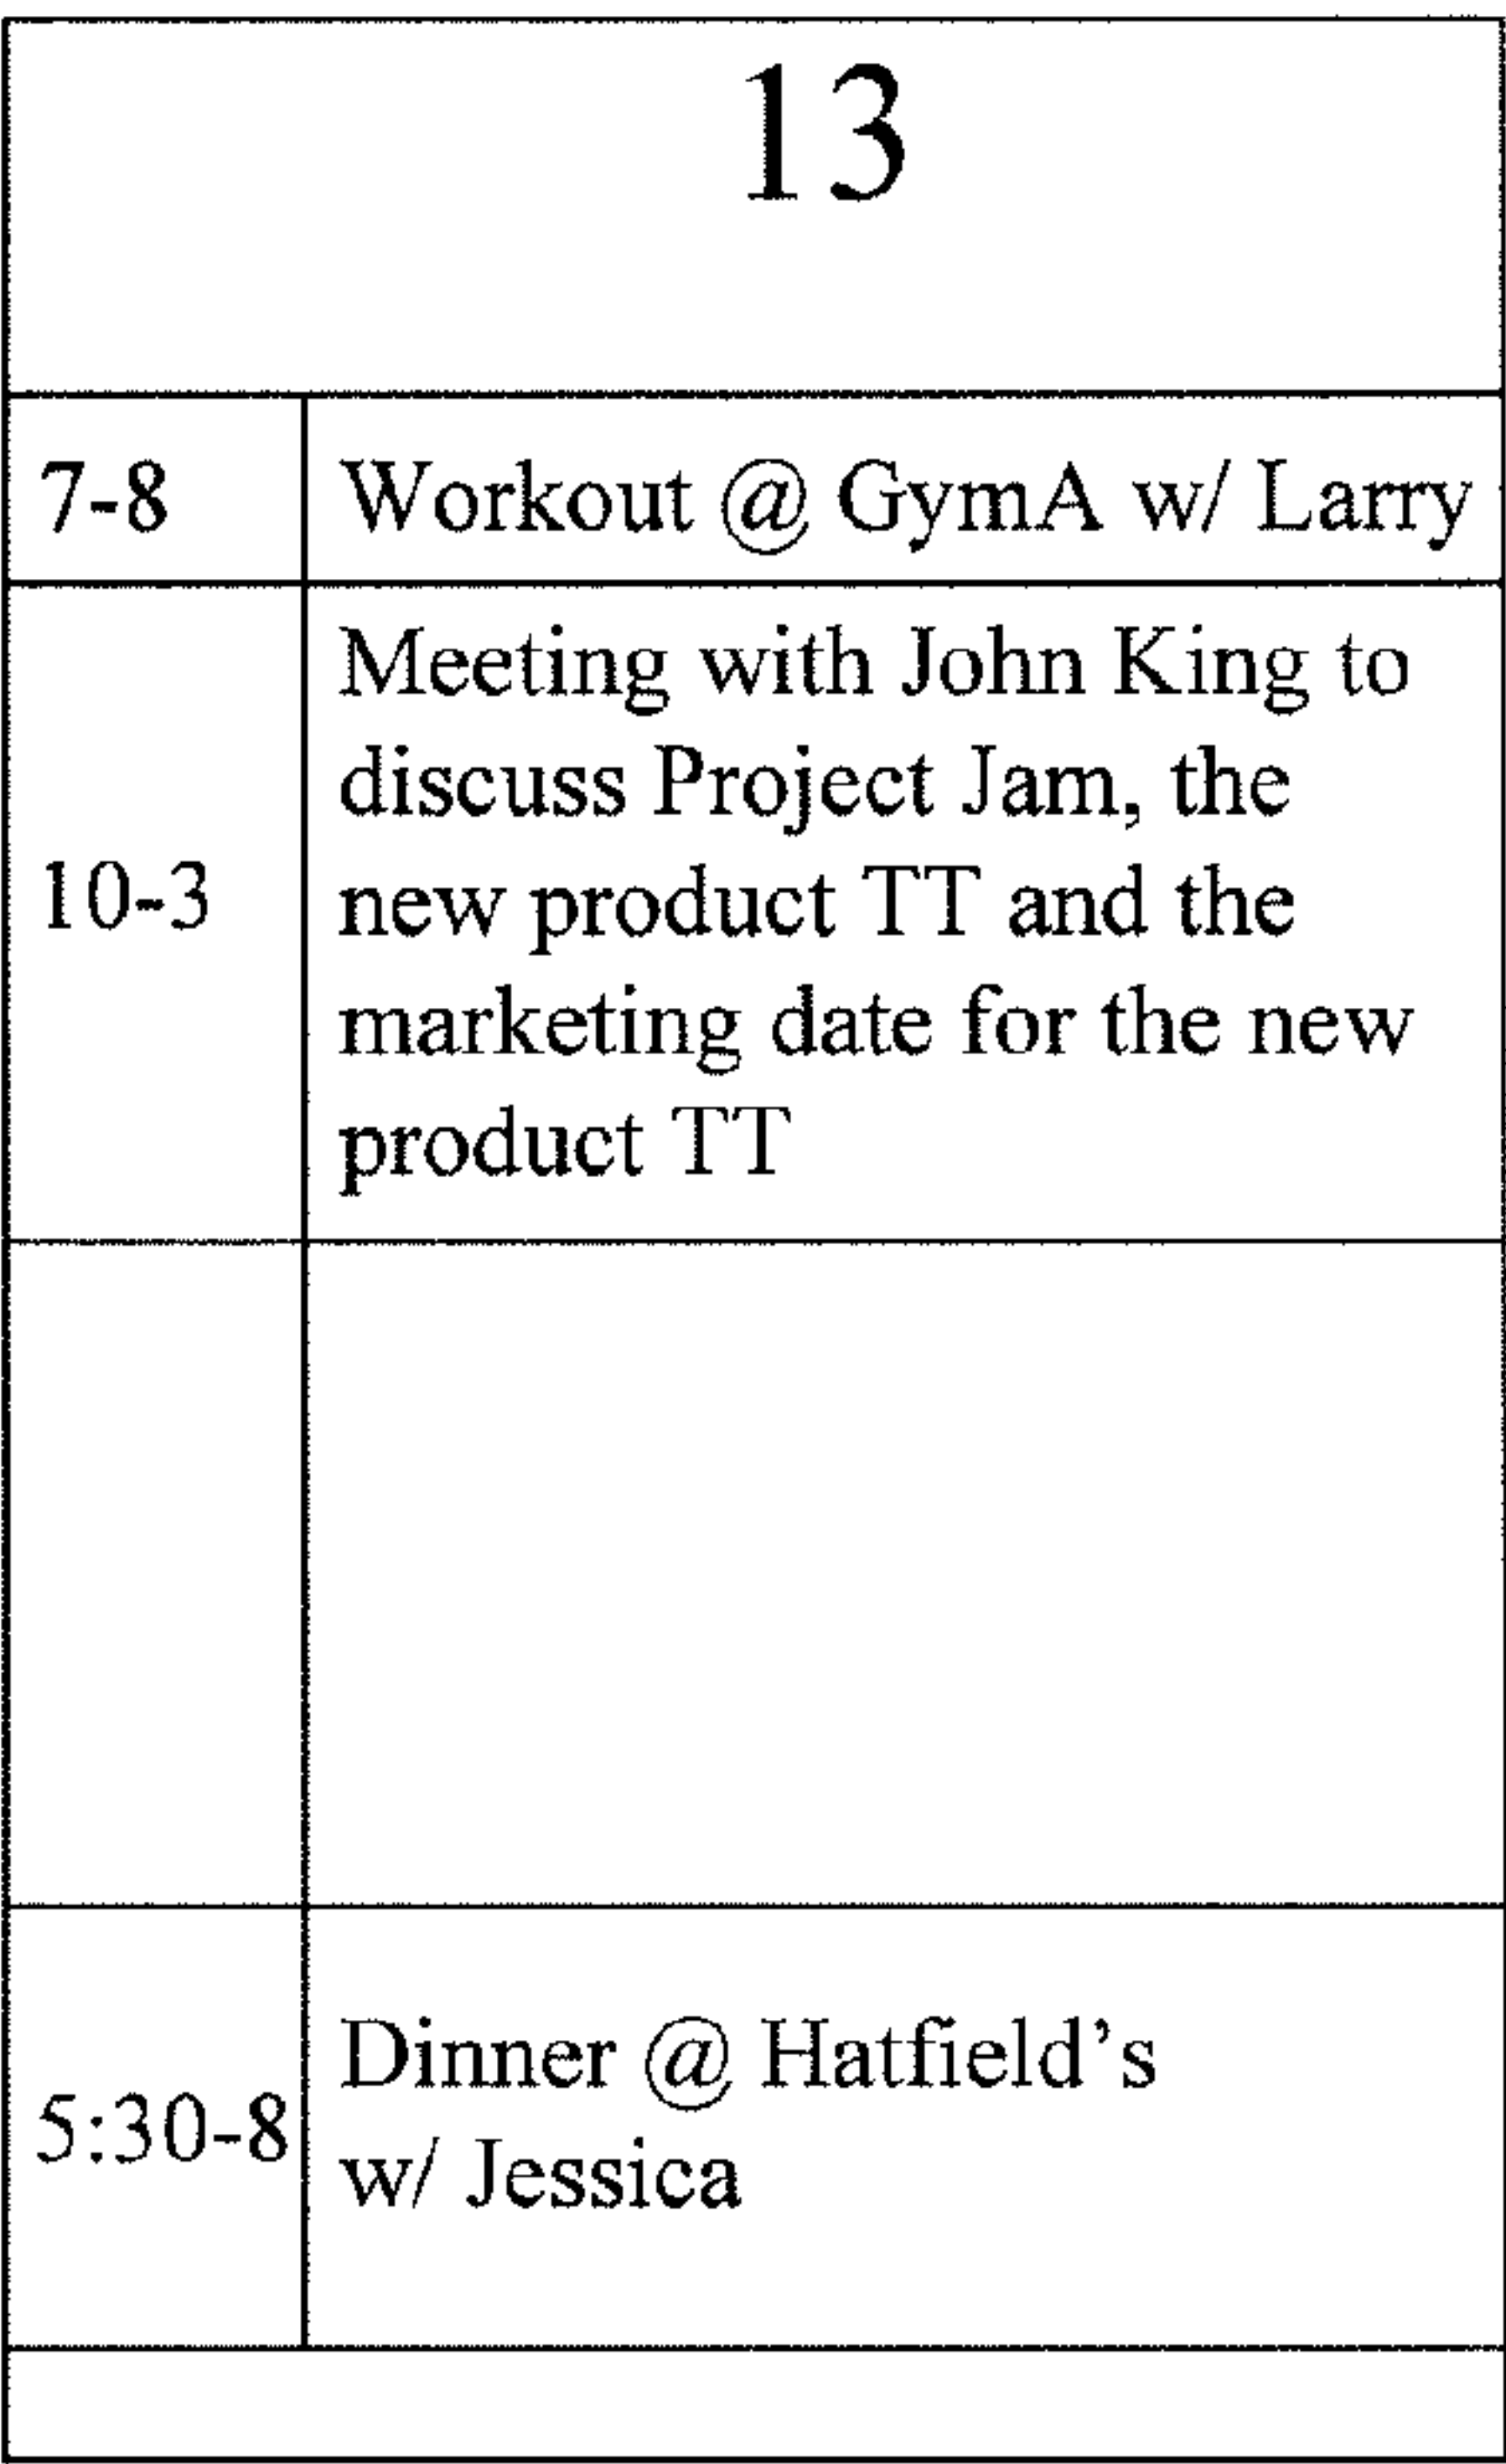 13
7-8
Workout @ GymA w/ Larry
10-3
Meeting with John King to
discuss Project Jam, the
new product TT and the
marketing date for the new
product TT
5:30-8
Dinner @ Hatfield’s
w/ Jessica